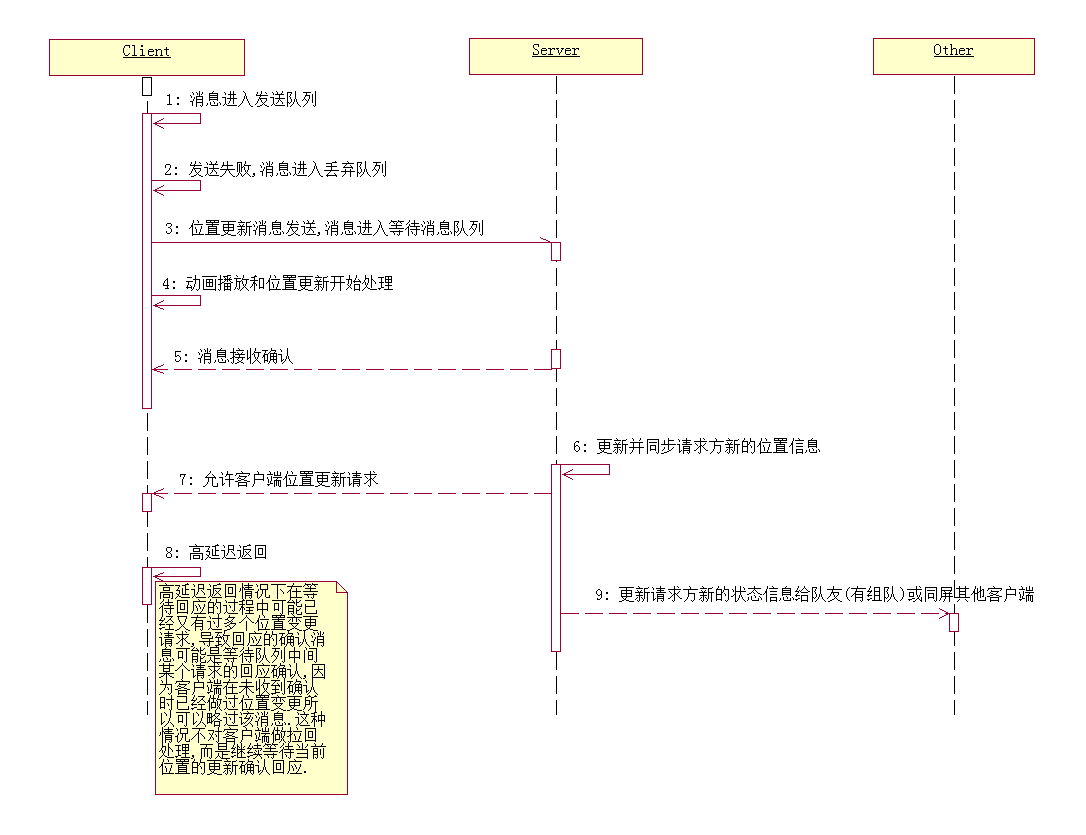 Client
Server
Other
1: 消息进入发送队列
2: 发送失败,消息进入丢弃队列
3: 位置更新消息发送,消息进入等待消息队列
4: 动画播放和位置更新开始处理
5: 消息接收确认
6: 更新并同步请求方新的位置信息
7: 允许客户端位置更新请求
8: 高延迟返回
高延迟返回情况下在等
待回应的过程中可能已
经又有过多个位置变更
请求,导致回应的确认消
息可能是等待队列中间
某个请求的回应确认,因
为客户端在未收到确认
时已经做过位置变更所
以可以略过该消息.这种
情况不对客户端做拉回
处理,而是继续等待当前
位置的更新确认回应.
9: 更新请求方新的状态信息给队友(有组队)或同屏其他客户端